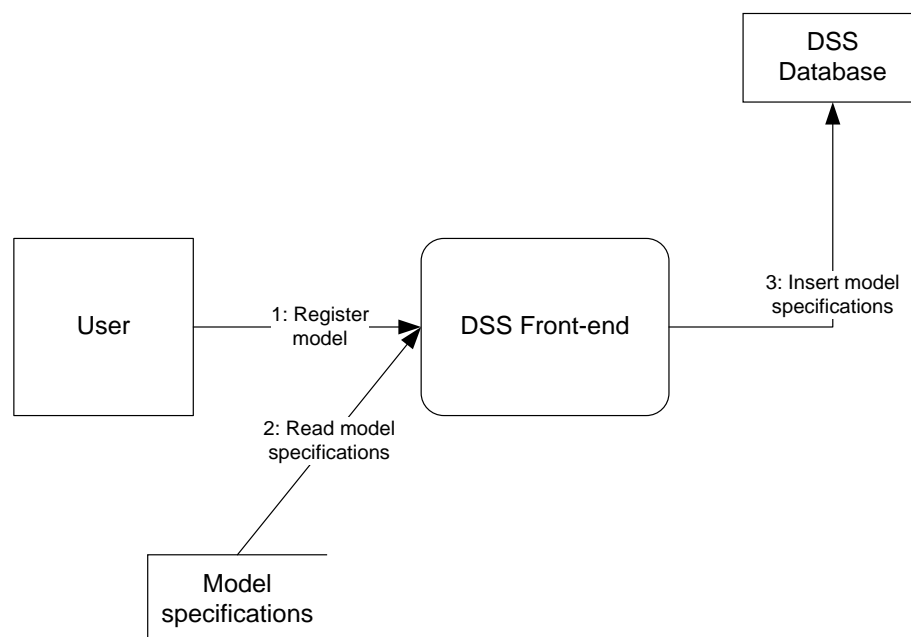 DSS
Database
User
1: Register
model
DSS Front-end
3: Insert model
specifications
2: Read model
specifications
Model
specifications